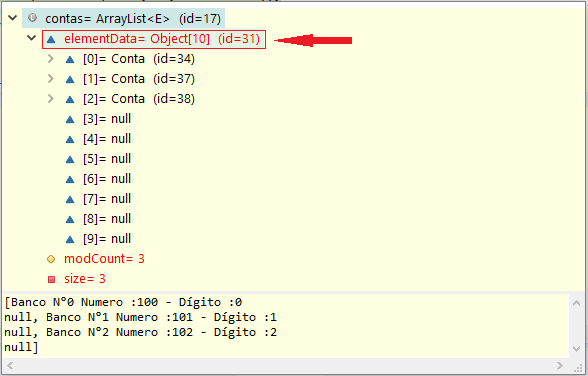 contas= ArrayList<E> (id=17)
elementData= Object[10] (id=31)
[0]= Conta (id=34)
[1]= Conta (id=37)
[2]= Conta (id=38)
[3]= null
[4]= null
[5]= null
[6]= null
[7]= null
[8]= null
[9]= null
modCount= 3
size= 3
[Banco N°0 Numero :100 - Dígito :0
null, Banco N°1 Numero :101 - Dígito :1
null, Banco N°2 Numero :102 - Dígito :2
null]